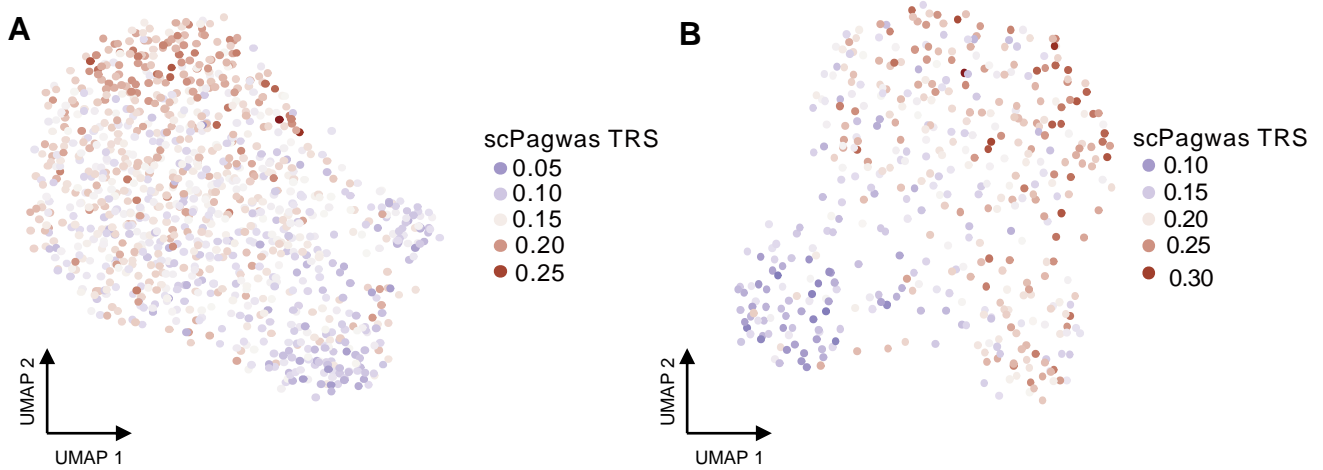 A
scPagwas TRS
0.05
0.10
0.15
0.20
0.25
UMAP 2
UMAP 1
B
scPagwas TRS
0.10
0.15
0.20
0.25
0.30
UMAP 2
UMAP 1